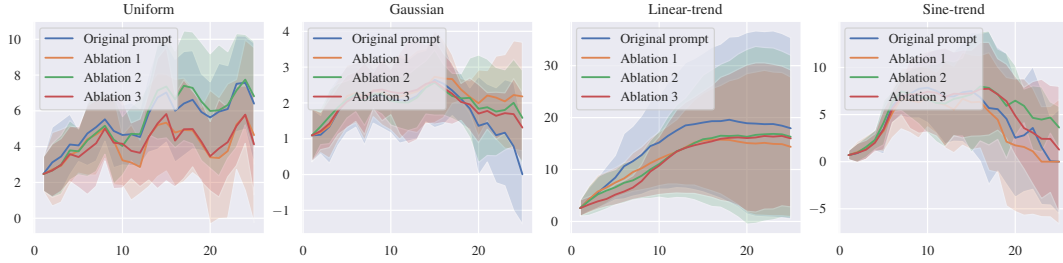 Uniform
Gaussian
Linear-trend
Sine-trend
Original prompt
Ablation 1
Ablation 2
Ablation 3
10
8
6
4
2
0
0
10
20
Original prompt
Ablation 1
Ablation 2
Ablation 3
4
3
2
1
0
−1
0
10
20
Original prompt
Ablation 1
Ablation 2
Ablation 3
30
20
10
0
0
10
20
Original prompt
Ablation 1
Ablation 2
Ablation 3
10
5
0
−5
0
10
20